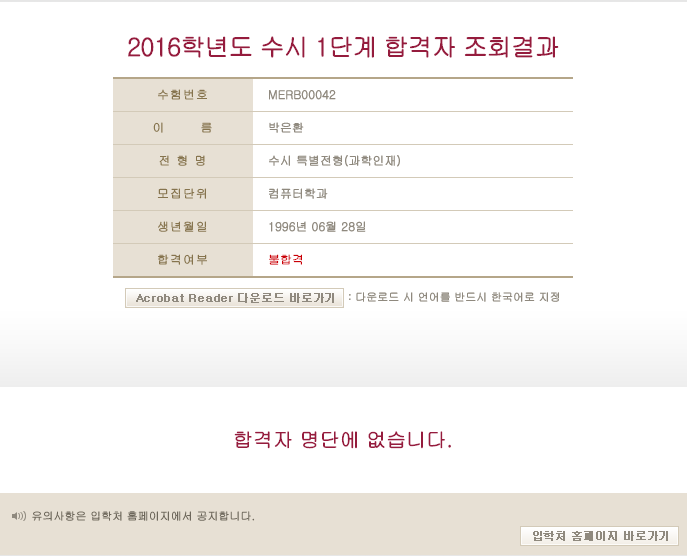 2016학년도 수시 1단계 합격자 조회결과
수험번호 MERB00042
이 름 박은환
전 형 명 수시 특별전형(과학인재)
모집단위 컴퓨터학과
생년월일 1996년 06월 28일
합격여부 불합격
Acrobat Reader 다운로드 바로가기 : 다운로드 시 언어를 반드시 한국어로 지정
합격자 명단에 없습니다.
유의사항은 입학처 홈페이지에서 공지합니다.
입학처 홈페이지 바로가기